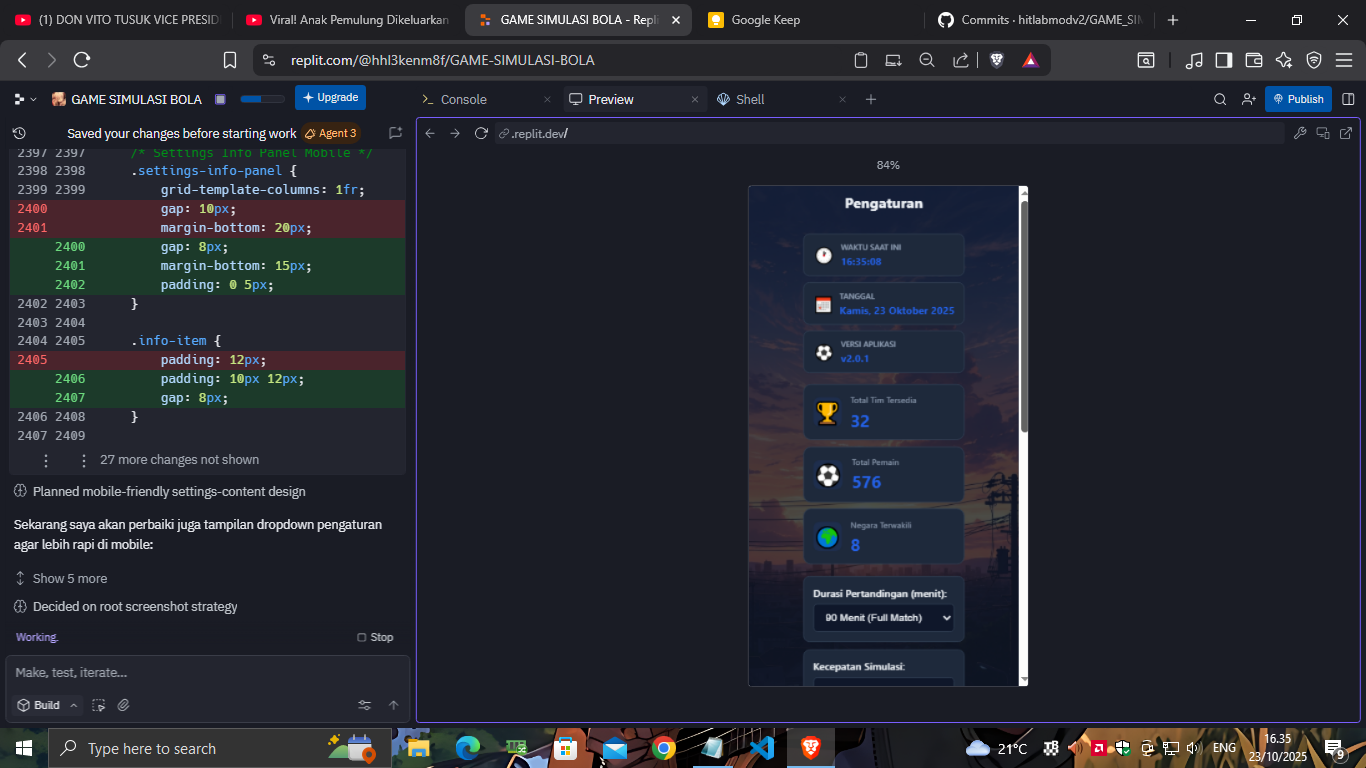 (1) DON VITO TUSUK VICE PRESID
Viral! Anak Pemulung Dikeluarkan
GAME SIMULASI BOLA - Repli
Google Keep
Commits · hitlabmodv2/GAME_SIM
replit.com/@hhl3kenm8f/GAME-SIMULASI-BOLA
GAME SIMULASI BOLA
Upgrade
Console
Preview
Shell
Publish
Saved your changes before starting work
Agent 3
.replit.dev/
2397 2397 /* Settings Info Panel Mobile */
2398 2398 .settings-info-panel {
2399 2399 grid-template-columns: 1fr;
2400 gap: 10px;
2401 margin-bottom: 20px;
2400 gap: 8px;
2401 margin-bottom: 15px;
2402 padding: 0 5px;
2402 2403 }
2403 2404
2404 2405 .info-item {
2405 padding: 12px;
2406 padding: 10px 12px;
2407 gap: 8px;
2406 2408 }
2407 2409
27 more changes not shown
Planned mobile-friendly settings-content design
Sekarang saya akan perbaiki juga tampilan dropdown pengaturan
agar lebih rapi di mobile:
Show 5 more
Decided on root screenshot strategy
Working.
Stop
Make, test, iterate...
Build
84%
Pengaturan
WAKTU SAAT INI
16:35:08
TANGGAL
Kamis, 23 Oktober 2025
VERSI APLIKASI
v2.0.1
Total Tim Tersedia
32
Total Pemain
576
Negara Terwakili
8
Durasi Pertandingan (menit):
90 Menit (Full Match)
Kecepatan Simulasi:
Type here to search
21°C
ENG
16.35
23/10/2025
9